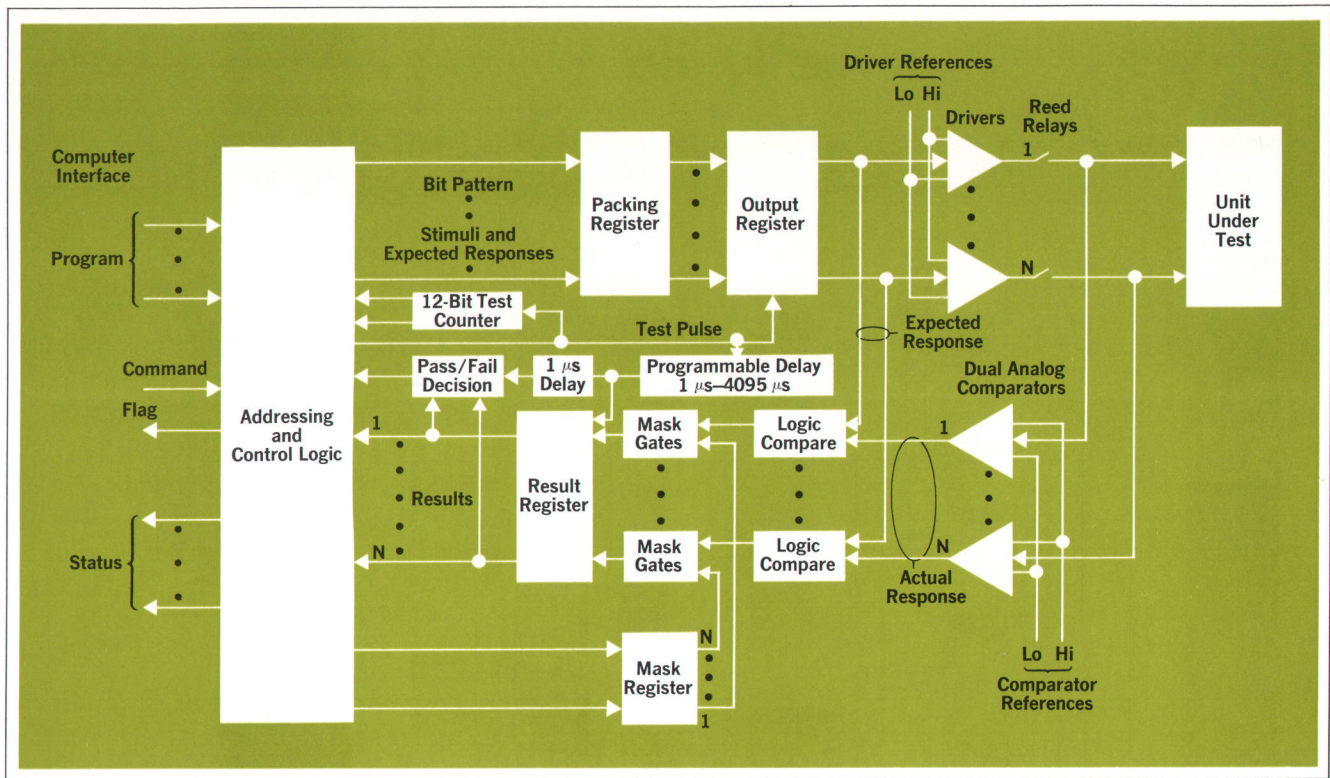 Computer
Interface
Program
Command
Flag
Status
Addressing
and
Control Logic
Bit Pattern
Stimuli and
Expected Responses
12-Bit Test
Counter
Test Pulse
Pass/Fail
Decision
1 μs
Delay
Programmable Delay
1 μs–4095 μs
Packing
Register
Output
Register
Driver References
Lo Hi
Drivers
Reed
Relays
1
N
Unit
Under
Test
Expected
Response
Dual Analog
Comparators
1
N
Actual
Response
Lo Hi
Comparator
References
Logic
Compare
Logic
Compare
Mask
Gates
Mask
Gates
Result
Register
1
Results
N
Mask
Register
N
1